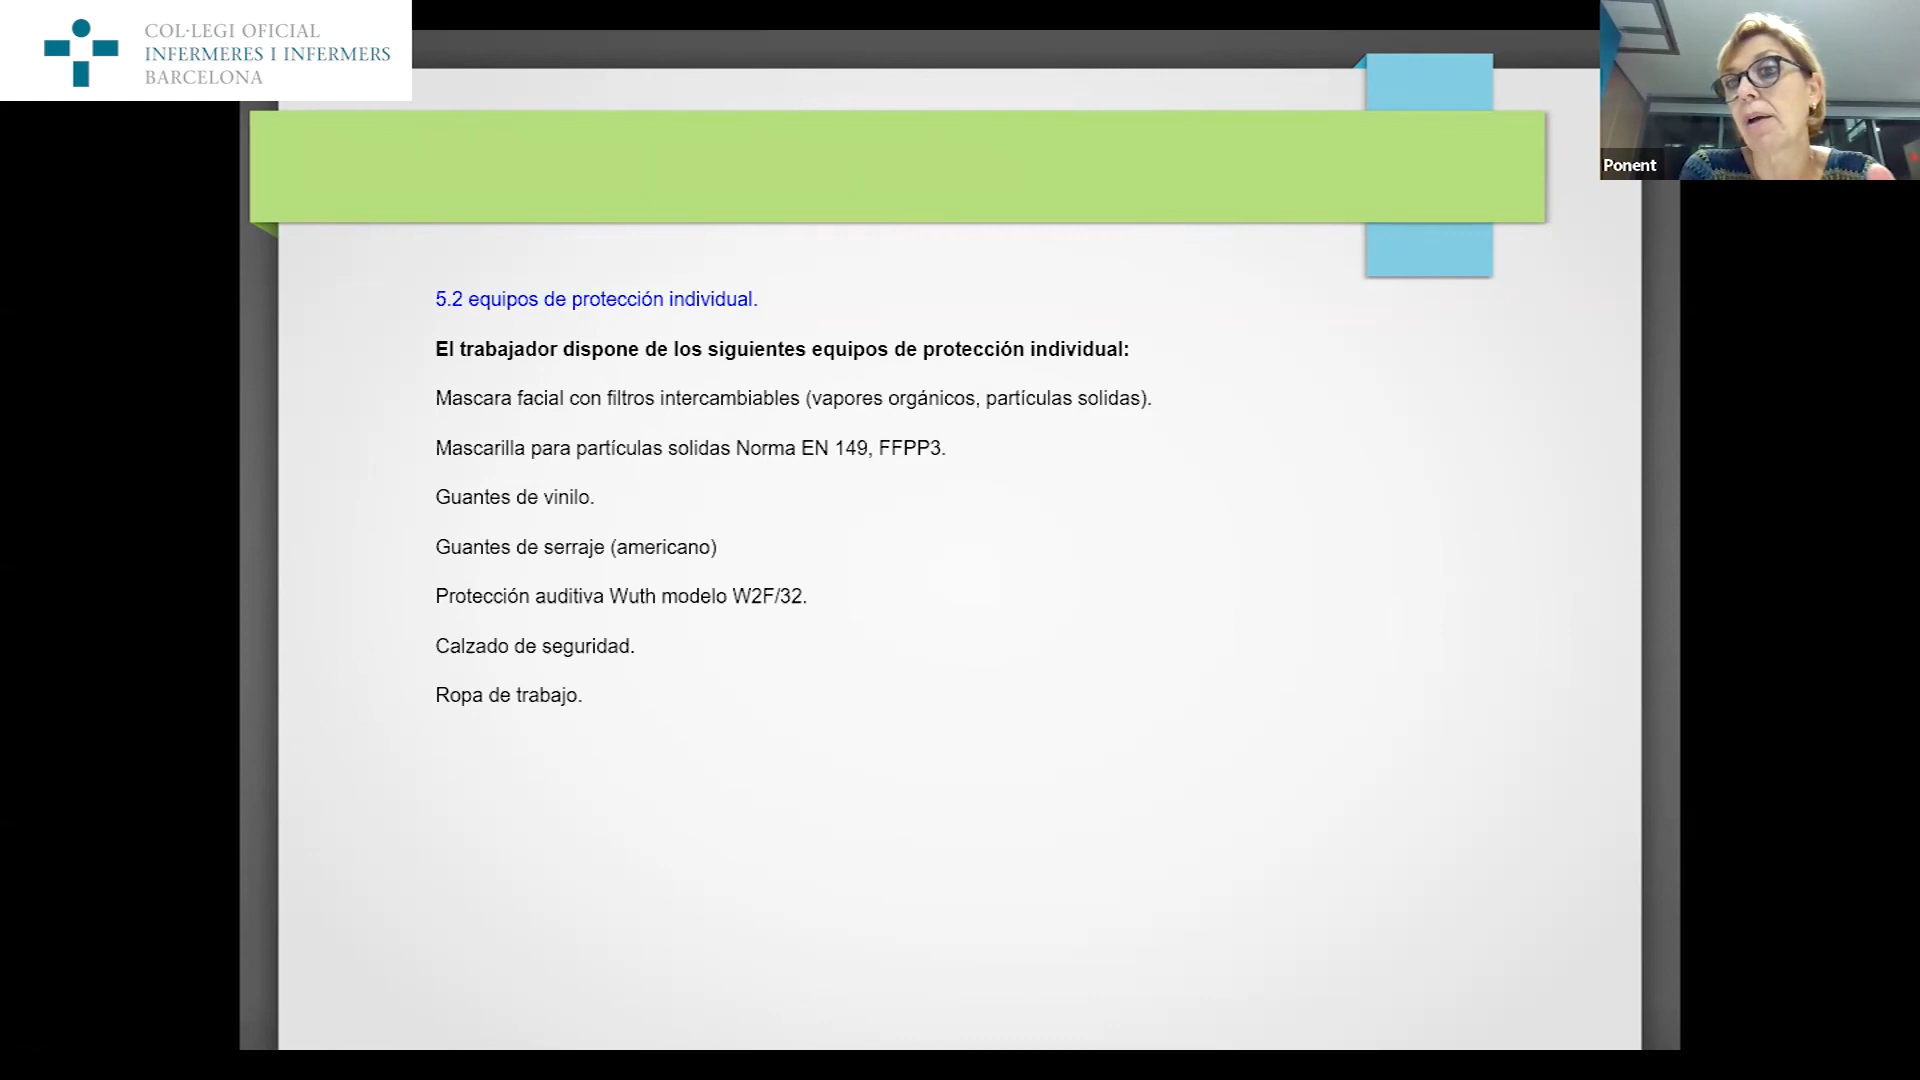 COL·LEGI OFICIAL
INFERMERES I INFERMERS
BARCELONA
Ponent
5.2 equipos de protección individual.
El trabajador dispone de los siguientes equipos de protección individual:
Mascara facial con filtros intercambiables (vapores orgánicos, partículas solidas).
Mascarilla para partículas solidas Norma EN 149, FFPP3.
Guantes de vinilo.
Guantes de serraje (americano)
Protección auditiva Wuth modelo W2F/32.
Calzado de seguridad.
Ropa de trabajo.